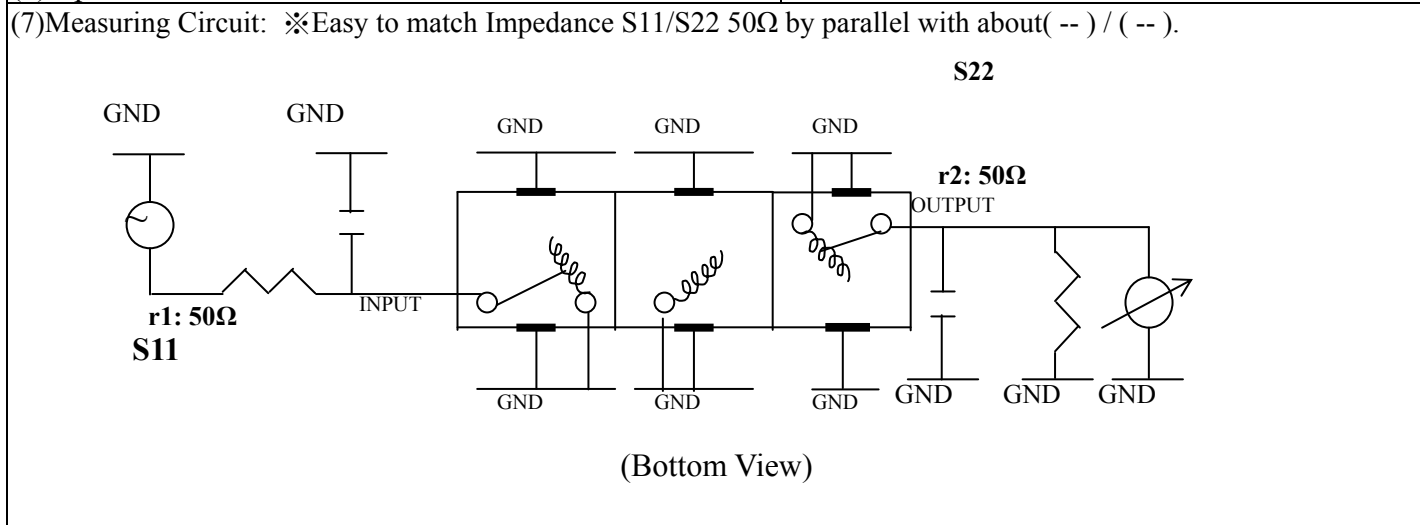 (7)Measuring Circuit: ※Easy to match Impedance S11/S22 50Ω by parallel with about( -- ) / ( -- ).
S22
GND GND GND GND GND
r2: 50Ω
OUTPUT
INPUT
r1: 50Ω
S11
GND GND GND GND GND GND
(Bottom View)